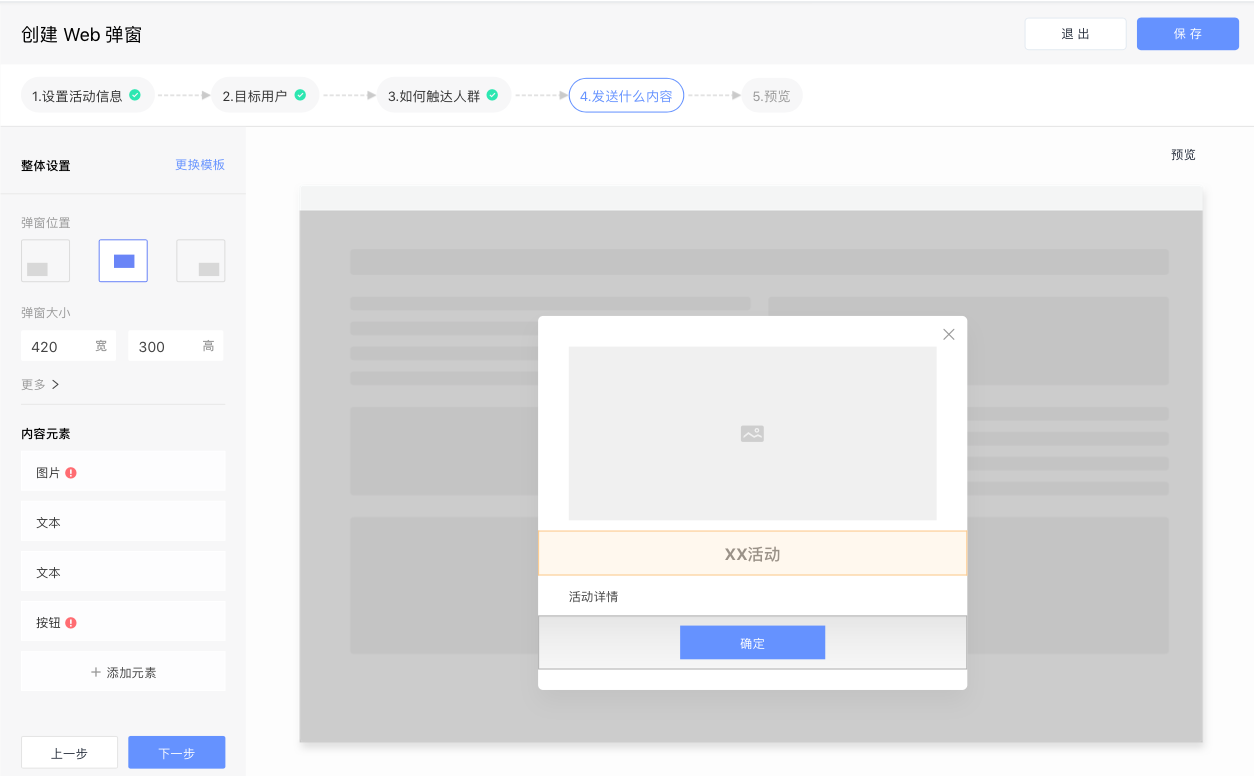 创建 Web 弹窗
退 出
保 存
1.设置活动信息
2.目标用户
3.如何触达人群
4.发送什么内容
5.预览
整体设置
更换模板
预览
弹窗位置
弹窗大小
420 宽
300 高
更多
内容元素
图片
文本
文本
按钮
添加元素
上一步
下一步
XX活动
活动详情
确定